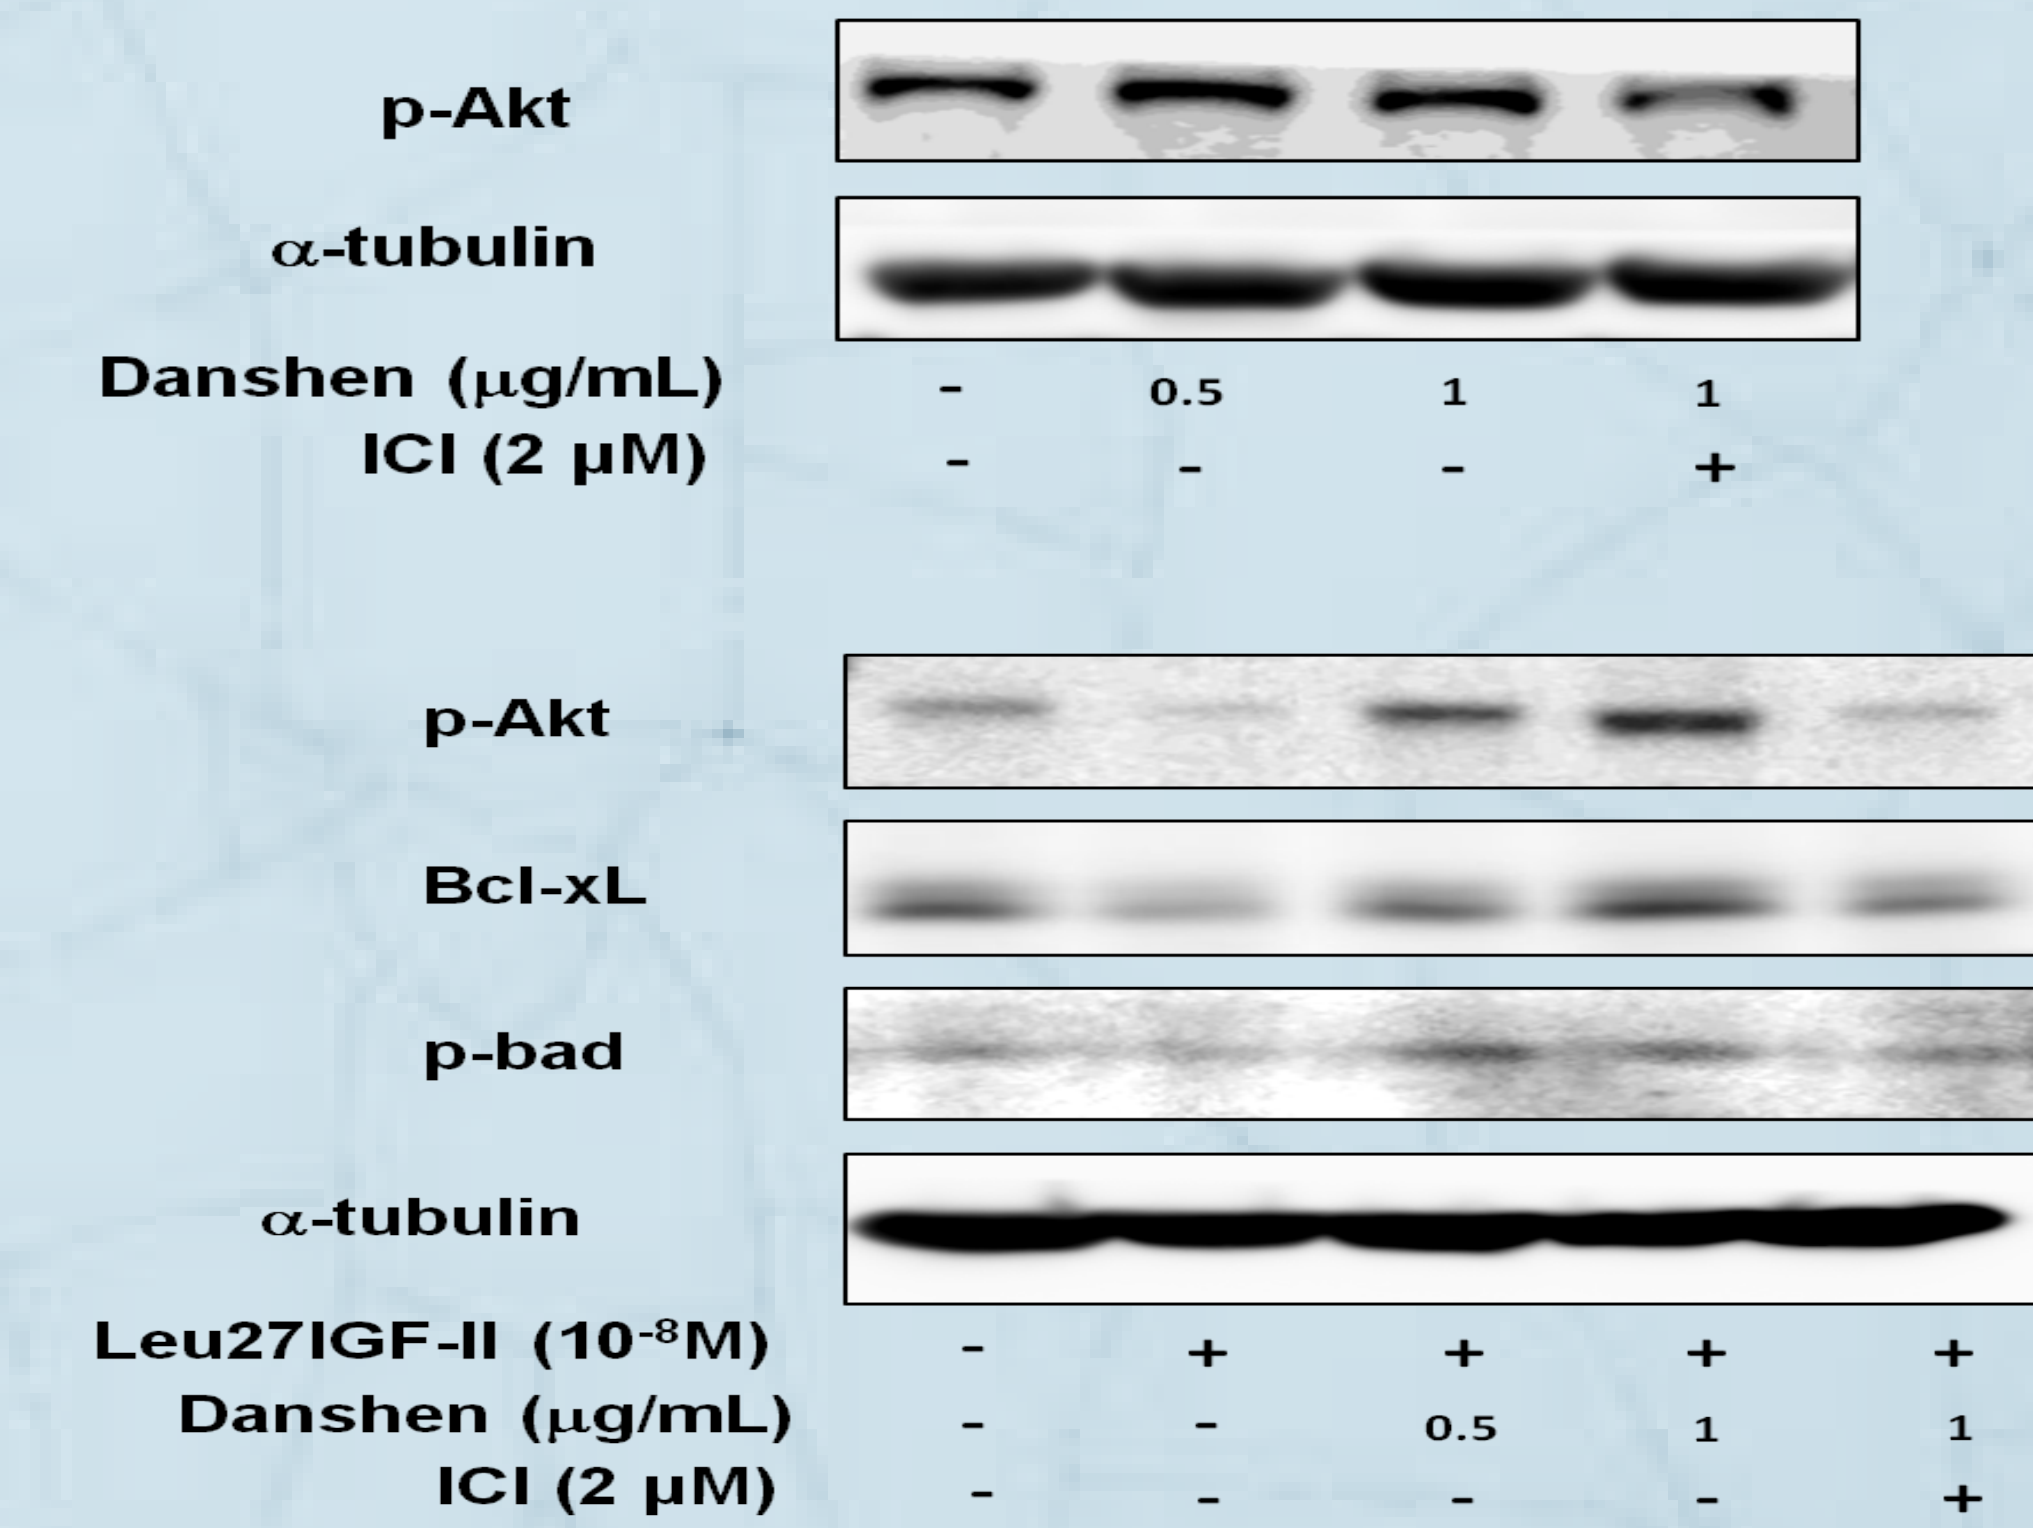 p-Akt
α-tubulin
Danshen (µg/mL) - 0.5 1 1
ICI (2 µM) - - - +
p-Akt
Bcl-xL
p-bad
α-tubulin
Leu27IGF-II (10⁻⁸M) - + + + +
Danshen (µg/mL) - - 0.5 1 1
ICI (2 µM) - - - - +